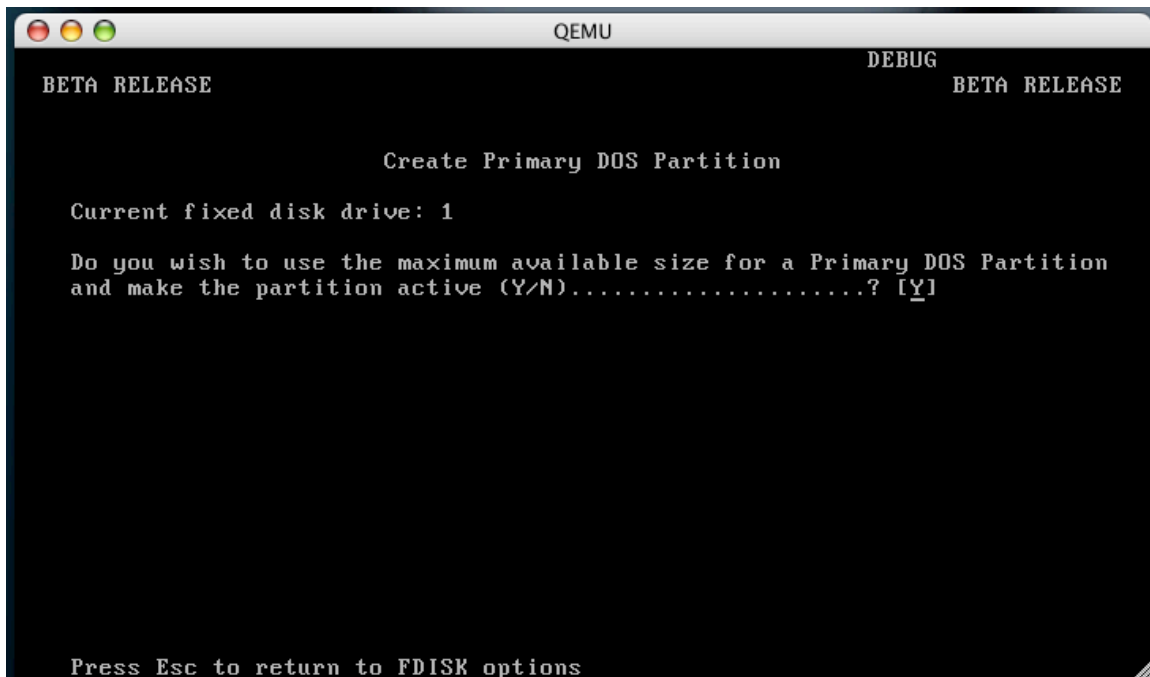 QEMU
DEBUG
BETA RELEASE BETA RELEASE
Create Primary DOS Partition
Current fixed disk drive: 1
Do you wish to use the maximum available size for a Primary DOS Partition
and make the partition active (Y/N).....................? [Y]
Press Esc to return to FDISK options